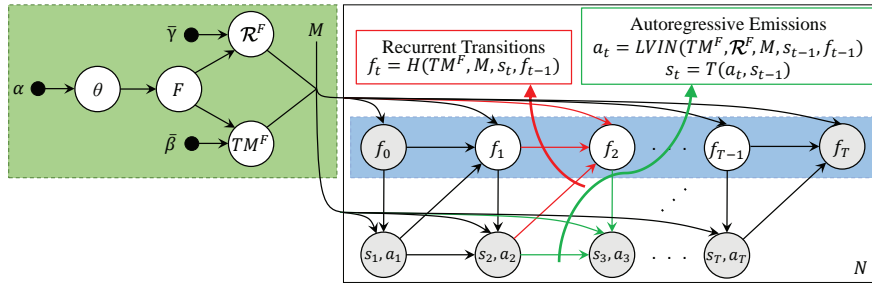 γ̄
ℛ^F
M
α
θ
F
β̄
TM^F
Recurrent Transitions
f_t = H(TM^F, M, s_t, f_{t-1})
Autoregressive Emissions
a_t = LVIN(TM^F, ℛ^F, M, s_{t-1}, f_{t-1})
s_t = T(a_t, s_{t-1})
f_0 f_1 f_2 . . . f_{T-1} f_T
. . .
s_1, a_1 s_2, a_2 s_3, a_3 . . . s_T, a_T
N